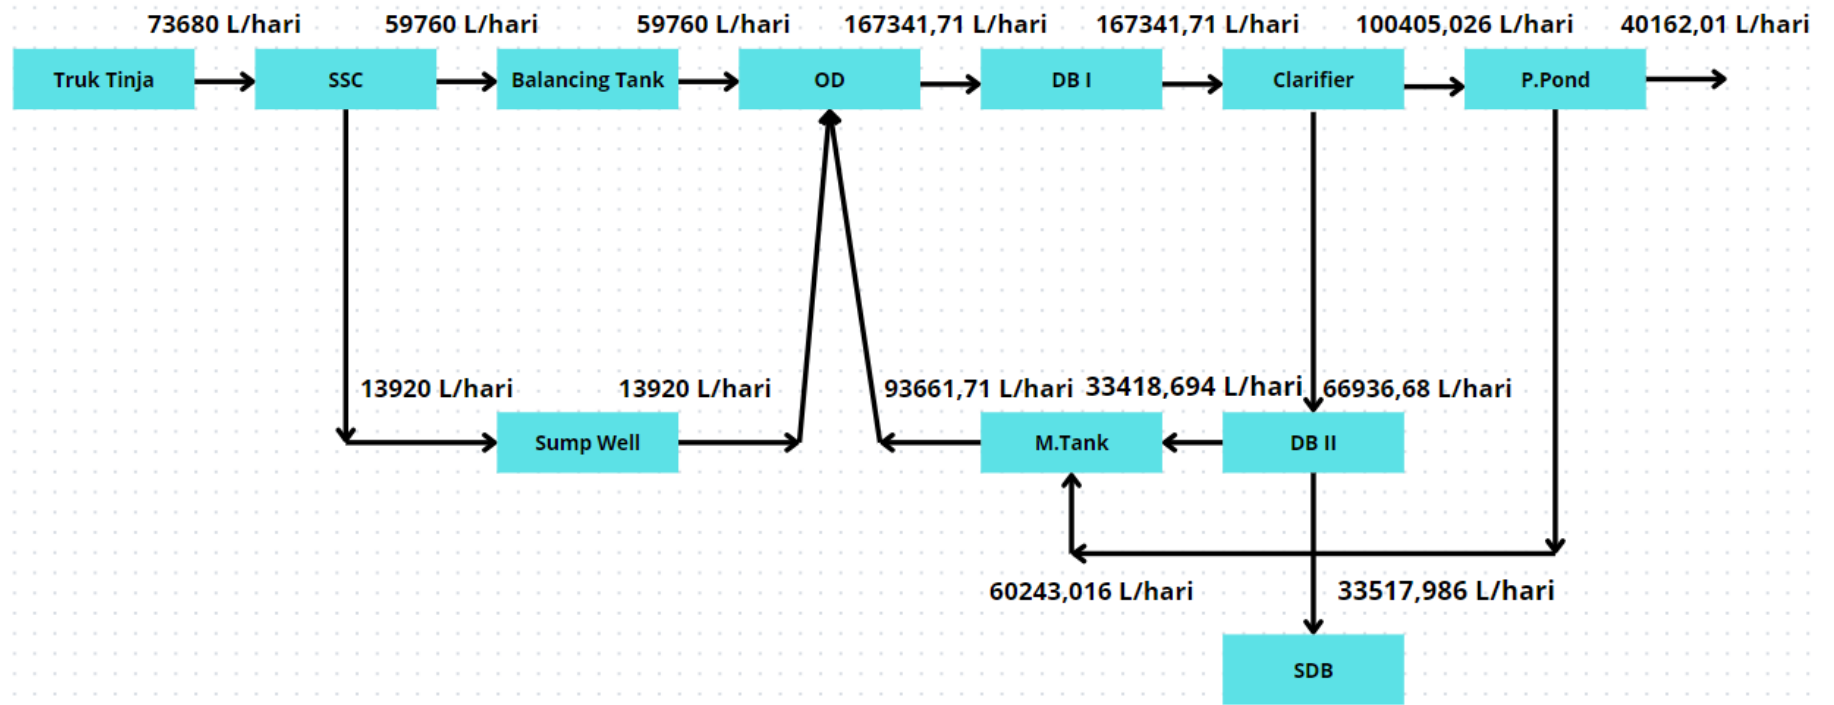 73680 L/hari
59760 L/hari
59760 L/hari
167341,71 L/hari
167341,71 L/hari
100405,026 L/hari
40162,01 L/hari
Truk Tinja
SSC
Balancing Tank
OD
DB I
Clarifier
P.Pond
13920 L/hari
13920 L/hari
93661,71 L/hari
33418,694 L/hari
66936,68 L/hari
Sump Well
M.Tank
DB II
60243,016 L/hari
33517,986 L/hari
SDB